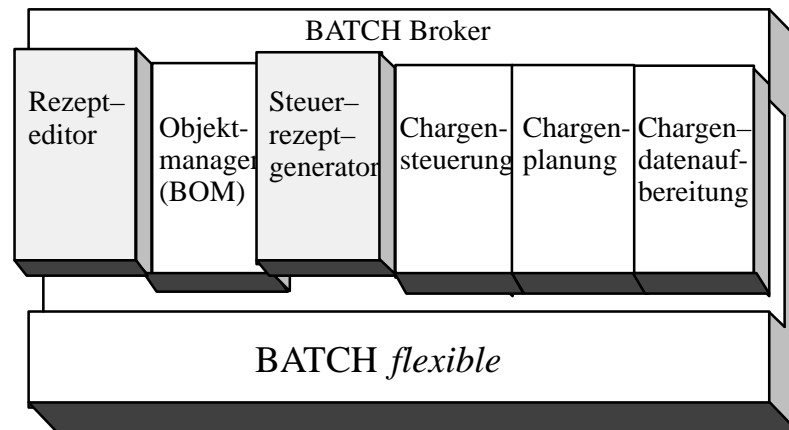 BATCH Broker
Rezept–
editor
Objekt-
manager
(BOM)
Steuer–
rezept–
generator
Chargen-
steuerung
Chargen-
planung
Chargen–
datenauf-
bereitung
BATCH flexible